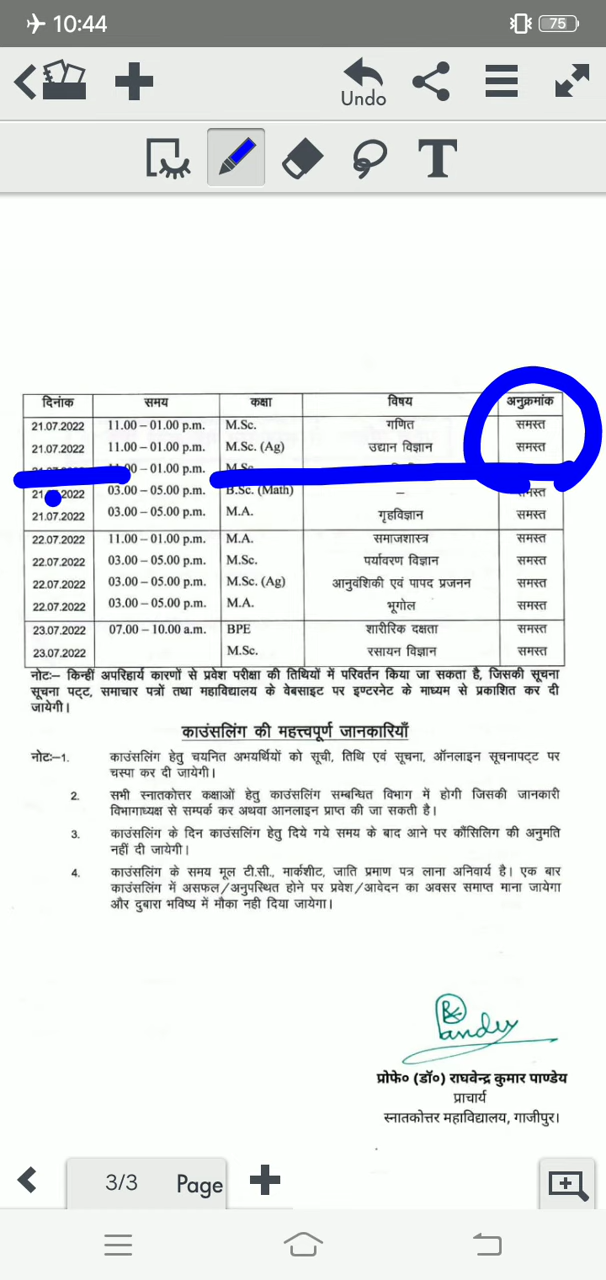 10:44
75
Undo
T
दिनांक समय कक्षा विषय अनुक्रमांक
21.07.2022 11.00 – 01.00 p.m. M.Sc. गणित समस्त
21.07.2022 11.00 – 01.00 p.m. M.Sc. (Ag) उद्यान विज्ञान समस्त
– 01.00 p.m. M.Sc
03.00 – 05.00 p.m. B.Sc. (Math) –
21.07.2022 03.00 – 05.00 p.m. M.A. गृहविज्ञान समस्त
22.07.2022 11.00 – 01.00 p.m. M.A. समाजशास्त्र समस्त
22.07.2022 03.00 – 05.00 p.m. M.Sc. पर्यावरण विज्ञान समस्त
22.07.2022 03.00 – 05.00 p.m. M.Sc. (Ag) आनुवंशिकी एवं पापद प्रजनन समस्त
22.07.2022 03.00 – 05.00 p.m. M.A. भूगोल समस्त
23.07.2022 07.00 – 10.00 a.m. BPE शारीरिक दक्षता समस्त
23.07.2022 M.Sc. रसायन विज्ञान समस्त
नोटः– किन्हीं अपरिहार्य कारणों से प्रवेश परीक्षा की तिथियों में परिवर्तन किया जा सकता है, जिसकी सूचना
सूचना पट्ट, समाचार पत्रों तथा महाविद्यालय के वेबसाइट पर इण्टरनेट के माध्यम से प्रकाशित कर दी
जायेगी।
काउंसलिंग की महत्त्वपूर्ण जानकारियाँ
नोटः–1. काउंसलिंग हेतु चयनित अभयर्थियों को सूची, तिथि एवं सूचना, ऑनलाइन सूचनापट्ट पर
चस्पा कर दी जायेगी।
2. सभी स्नातकोत्तर कक्षाओं हेतु काउंसलिंग सम्बन्धित विभाग में होगी जिसकी जानकारी
विभागाध्यक्ष से सम्पर्क कर अथवा आनलाइन प्राप्त की जा सकती है।
3. काउंसलिंग के दिन काउंसलिंग हेतु दिये गये समय के बाद आने पर कौंसिलिग की अनुमति
नहीं दी जायेगी।
4. काउंसलिंग के समय मूल टी.सी., मार्कशीट, जाति प्रमाण पत्र लाना अनिवार्य है। एक बार
काउंसलिंग में असफल/अनुपस्थित होने पर प्रवेश/आवेदन का अवसर समाप्त माना जायेगा
और दुबारा भविष्य में मौका नही दिया जायेगा।
प्रोफे० (डॉ०) राघवेन्द्र कुमार पाण्डेय
प्राचार्य
स्नातकोत्तर महाविद्यालय, गाजीपुर।
3/3 Page